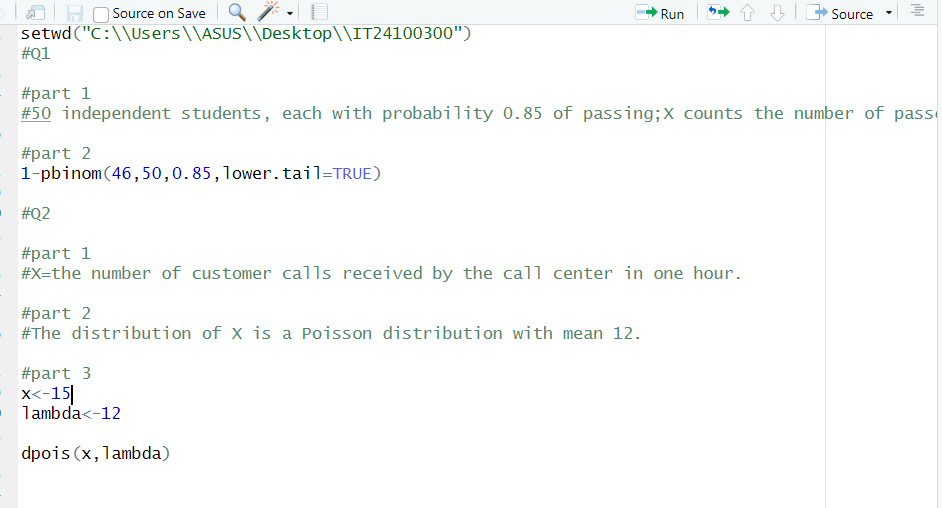 Source on Save
Run
Source
setwd("C:\\Users\\ASUS\\Desktop\\IT24100300")
#Q1
#part 1
#50 independent students, each with probability 0.85 of passing;X counts the number of
#part 2
1-pbinom(46,50,0.85,lower.tail=TRUE)
#Q2
#part 1
#X=the number of customer calls received by the call center in one hour.
#part 2
#The distribution of X is a Poisson distribution with mean 12.
#part 3
x<-15
lambda<-12
dpois(x,lambda)